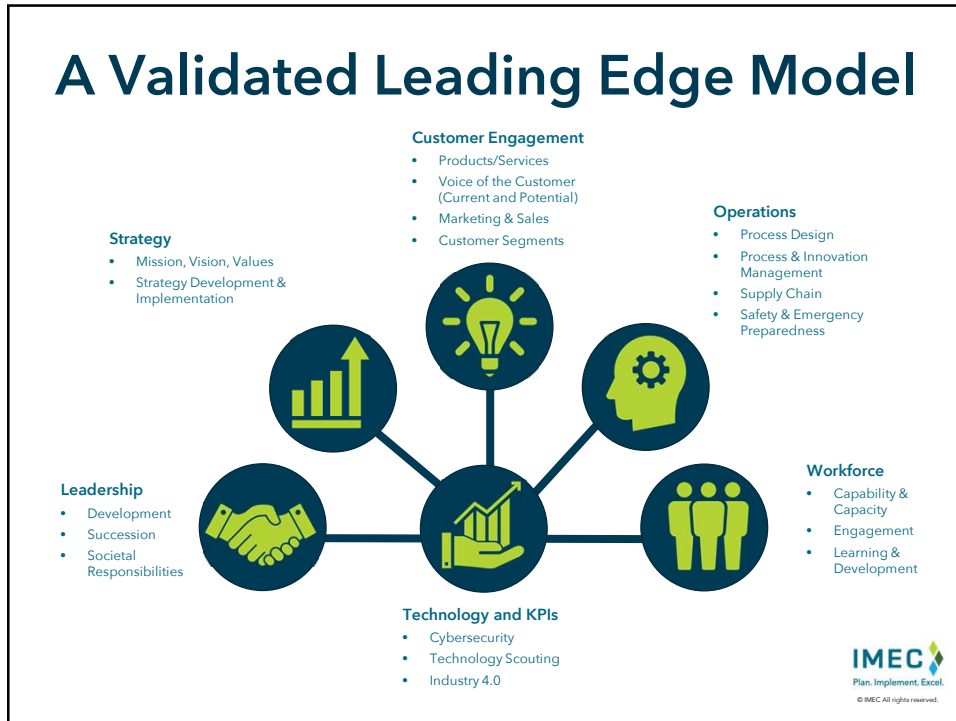 A Validated Leading Edge Model
Customer Engagement
• Products/Services
• Voice of the Customer
(Current and Potential)
• Marketing & Sales
• Customer Segments
Operations
• Process Design
• Process & Innovation
Management
• Supply Chain
• Safety & Emergency
Preparedness
Strategy
• Mission, Vision, Values
• Strategy Development &
Implementation
Leadership
• Development
• Succession
• Societal
Responsibilities
Workforce
• Capability &
Capacity
• Engagement
• Learning &
Development
Technology and KPIs
• Cybersecurity
• Technology Scouting
• Industry 4.0
IMEC
Plan. Implement. Excel.
© IMEC All rights reserved.